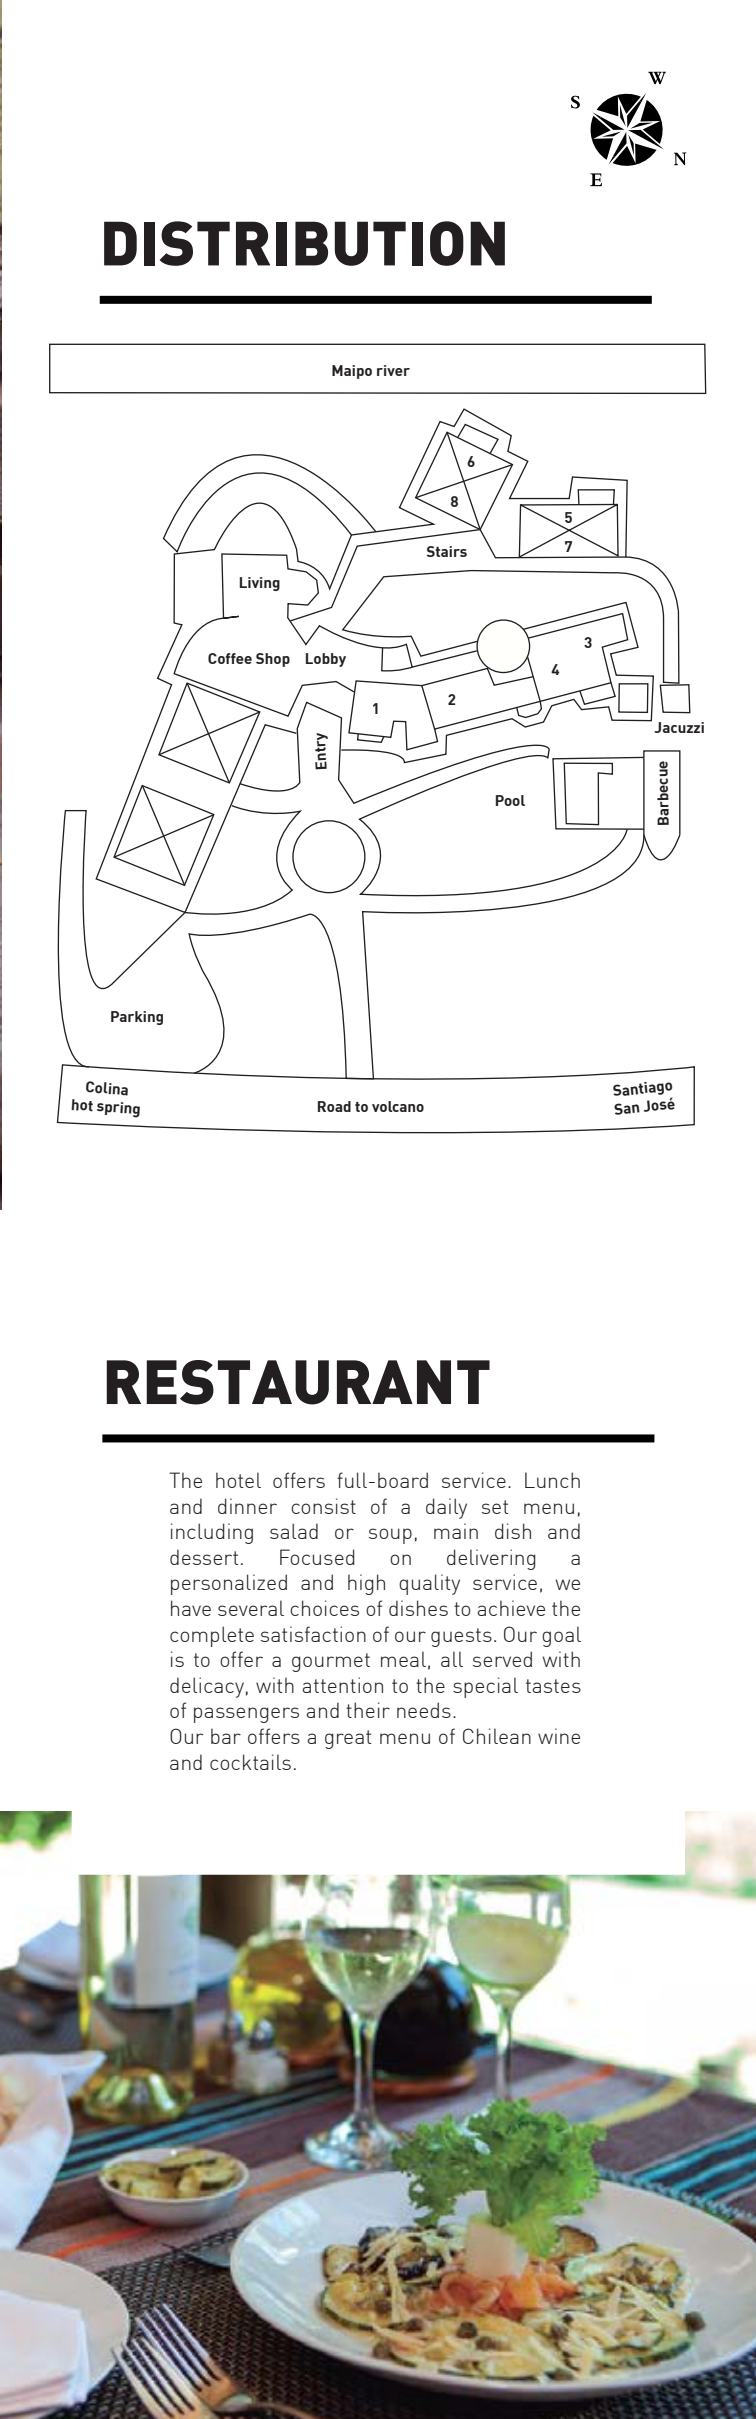 W
S
N
E
DISTRIBUTION
Maipo river
6
8
5
7
Stairs
Living
3
Coffee Shop
Lobby
4
2
1
Jacuzzi
Entry
Barbecue
Pool
Parking
Colina
hot spring
Road to volcano
Santiago
San José
RESTAURANT
The hotel offers full-board service. Lunch
and dinner consist of a daily set menu,
including salad or soup, main dish and
dessert. Focused on delivering a
personalized and high quality service, we
have several choices of dishes to achieve the
complete satisfaction of our guests. Our goal
is to offer a gourmet meal, all served with
delicacy, with attention to the special tastes
of passengers and their needs.
Our bar offers a great menu of Chilean wine
and cocktails.